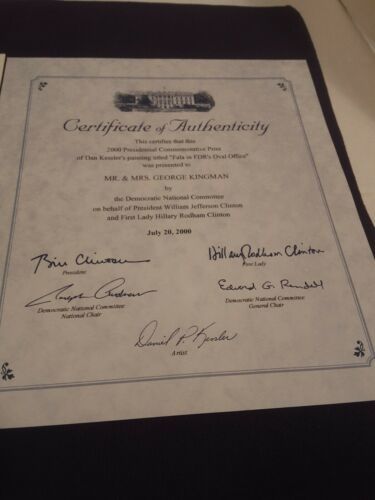 Certificate of Authenticity
This certifies that this
2000 Presidential Commemorative Print
of Dan Kessler's painting titled "Fala in FDR's Oval Office"
was presented to
MR. & MRS. GEORGE KINGMAN
by
the Democratic National Committee
on behalf of President William Jefferson Clinton
and First Lady Hillary Rodham Clinton
July 20, 2000
Bill Clinton
Hillary Rodham Clinton
President
First Lady
Joseph Andrew
Edward G. Rendell
Democratic National Committee
National Chair
Democratic National Committee
General Chair
Daniel P. Kessler
Artist